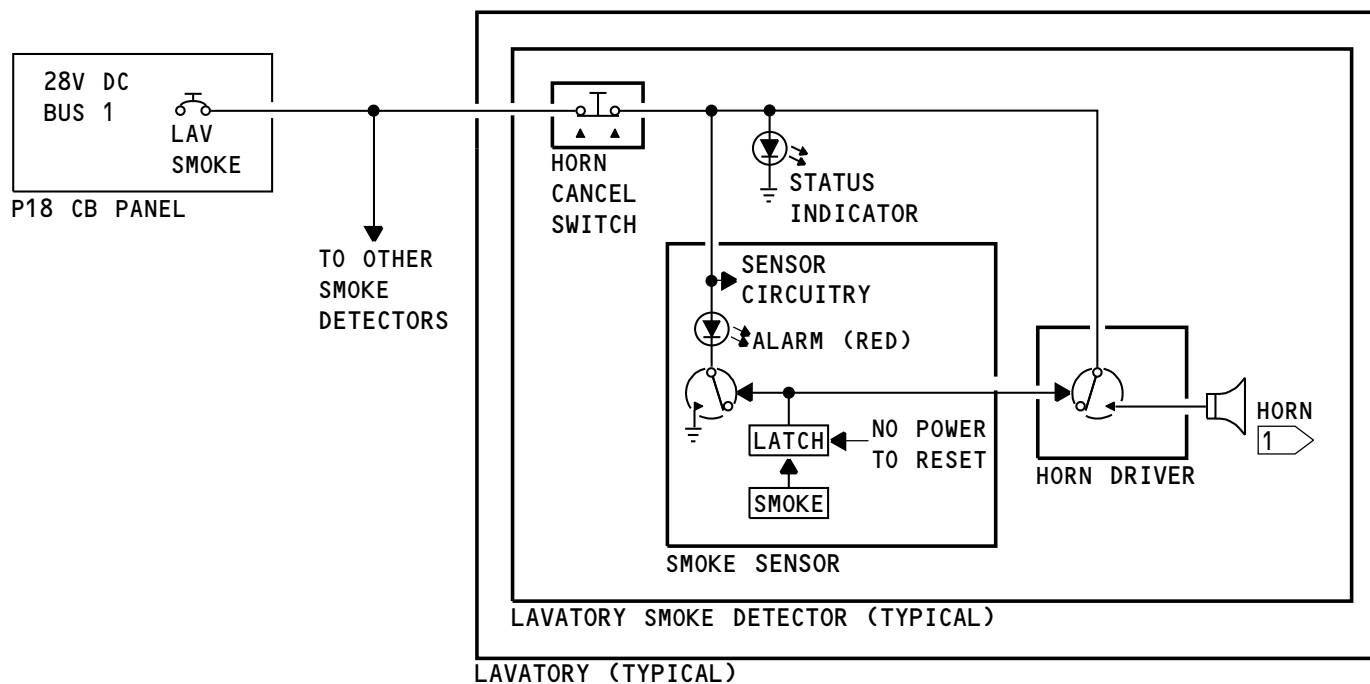 28V DC
BUS 1
LAV
SMOKE
P18 CB PANEL
TO OTHER
SMOKE
DETECTORS
HORN
CANCEL
SWITCH
STATUS
INDICATOR
SENSOR
CIRCUITRY
ALARM (RED)
LATCH
NO POWER
TO RESET
SMOKE
SMOKE SENSOR
HORN
1
HORN DRIVER
LAVATORY SMOKE DETECTOR (TYPICAL)
LAVATORY (TYPICAL)